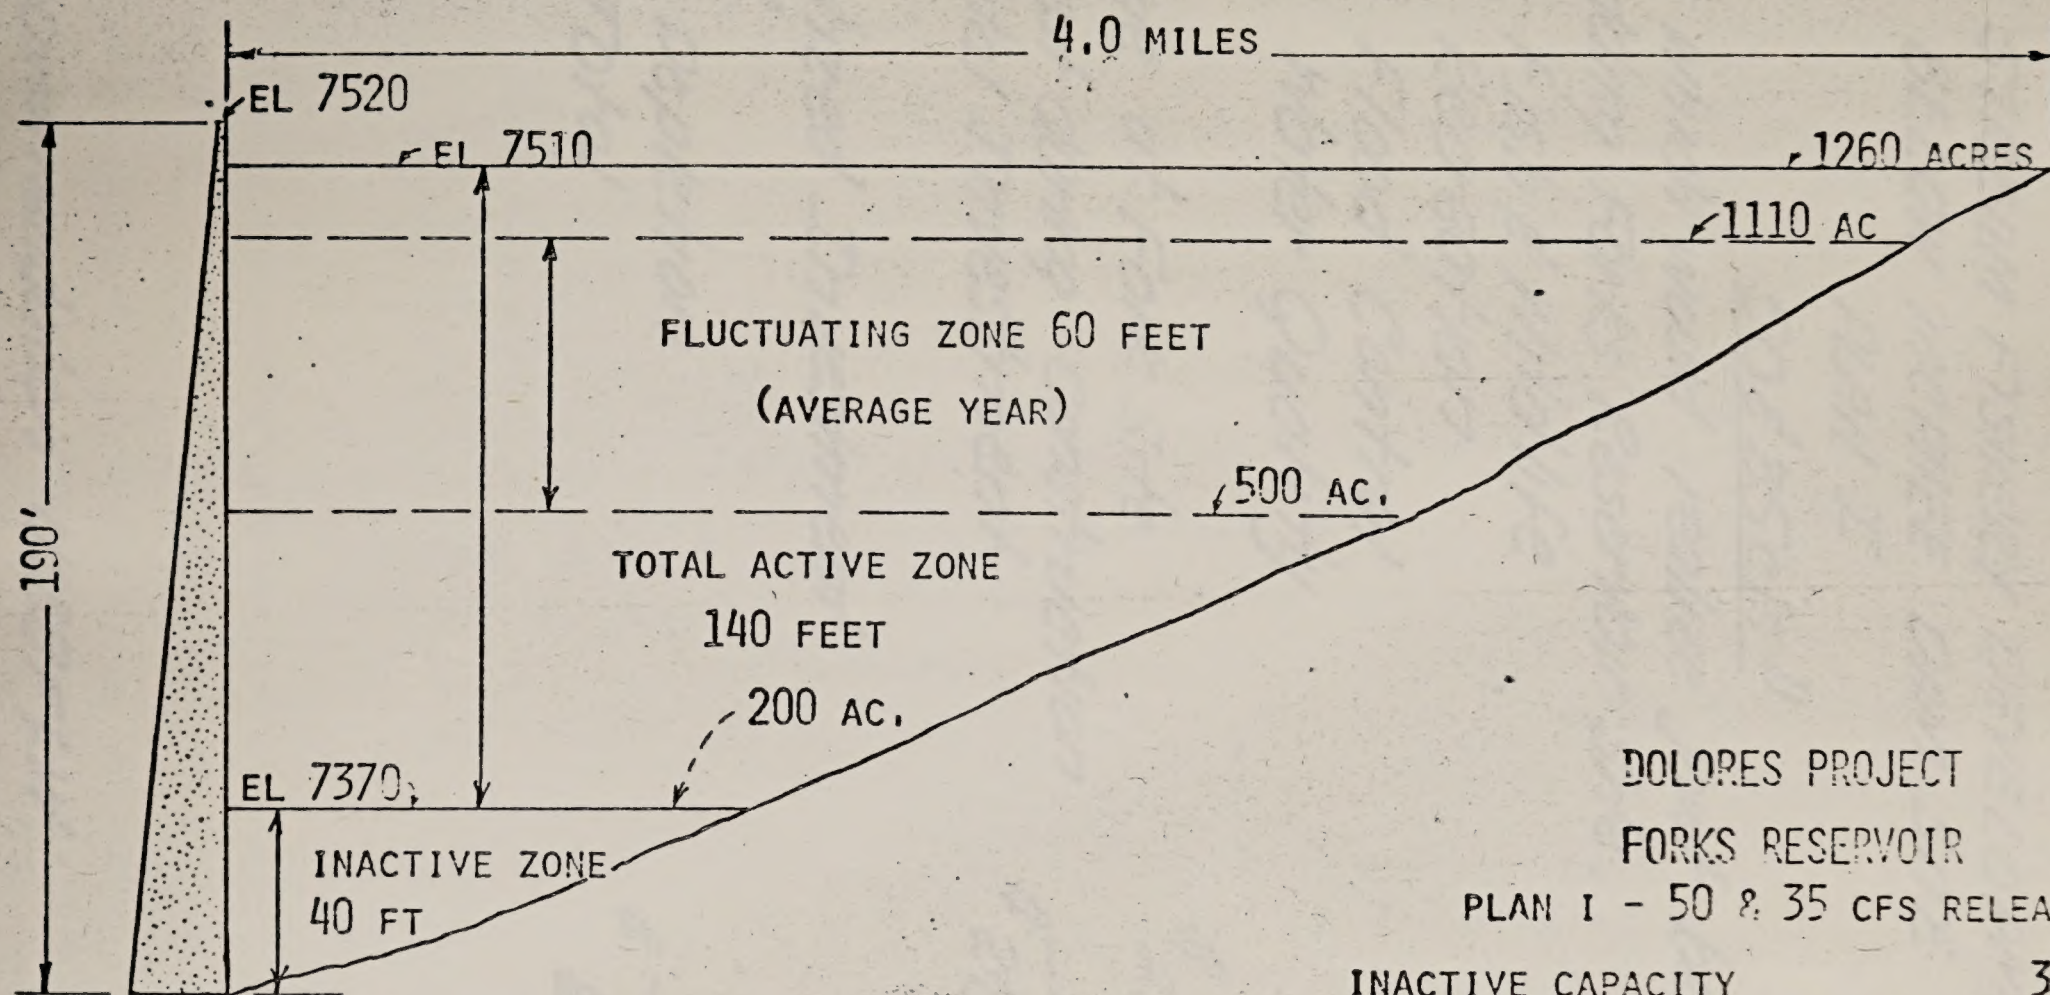 4.0 MILES
EL 7520
EL 7510
1260 ACRES
1110 AC
FLUCTUATING ZONE 60 FEET
(AVERAGE YEAR)
500 AC.
190'
TOTAL ACTIVE ZONE
140 FEET
200 AC.
EL 7370
DOLORES PROJECT
FORKS RESERVOIR
INACTIVE ZONE
40 FT
PLAN I - 50 & 35 CFS RELEA
INACTIVE CAPACITY 3